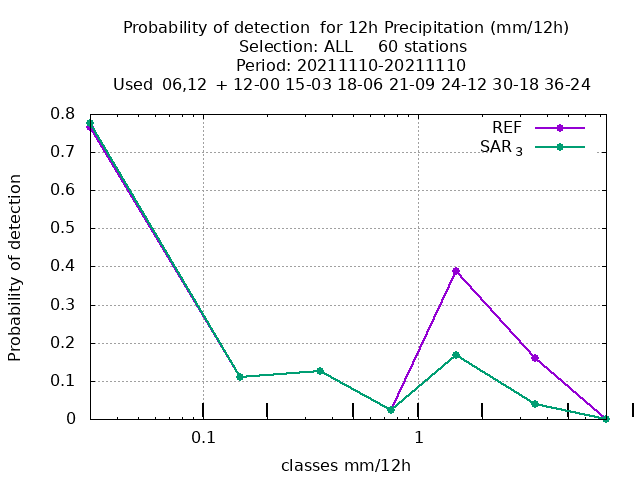 Probability of detection  for 12h Precipitation (mm/12h)
Selection: ALL     60 stations
Period: 20211110-20211110
Used  06,12  + 12-00 15-03 18-06 21-09 24-12 30-18 36-24
REF
SAR 3
Probability of detection
0.8
0.7
0.6
0.5
0.4
0.3
0.2
0.1
0
0.1
1
classes mm/12h